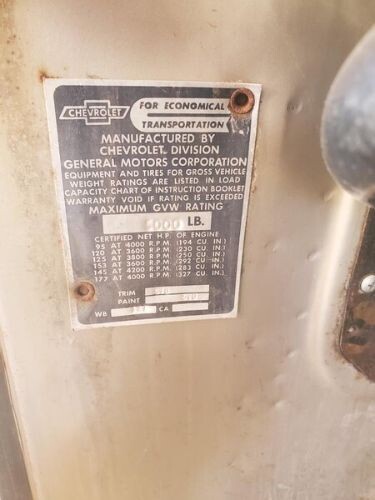 CHEVROLET
FOR ECONOMICAL
TRANSPORTATION
MANUFACTURED BY
CHEVROLET DIVISION
GENERAL MOTORS CORPORATION
EQUIPMENT AND TIRES FOR GROSS VEHICLE
WEIGHT RATINGS ARE LISTED IN LOAD
CAPACITY CHART OF INSTRUCTION BOOKLET
WARRANTY VOID IF RATING IS EXCEEDED
MAXIMUM GVW RATING
000 LB.
CERTIFIED NET H.P. OF ENGINE
95 AT 4000 R.P.M. (194 CU. IN.)
120 AT 3600 R.P.M. (230 CU. IN.)
125 AT 3800 R.P.M. (250 CU. IN.)
153 AT 3600 R.P.M. (292 CU. IN.)
145 AT 4200 R.P.M. (283 CU. IN.)
177 AT 4000 R.P.M. (327 CU. IN.)
TRIM
PAINT
WB CA